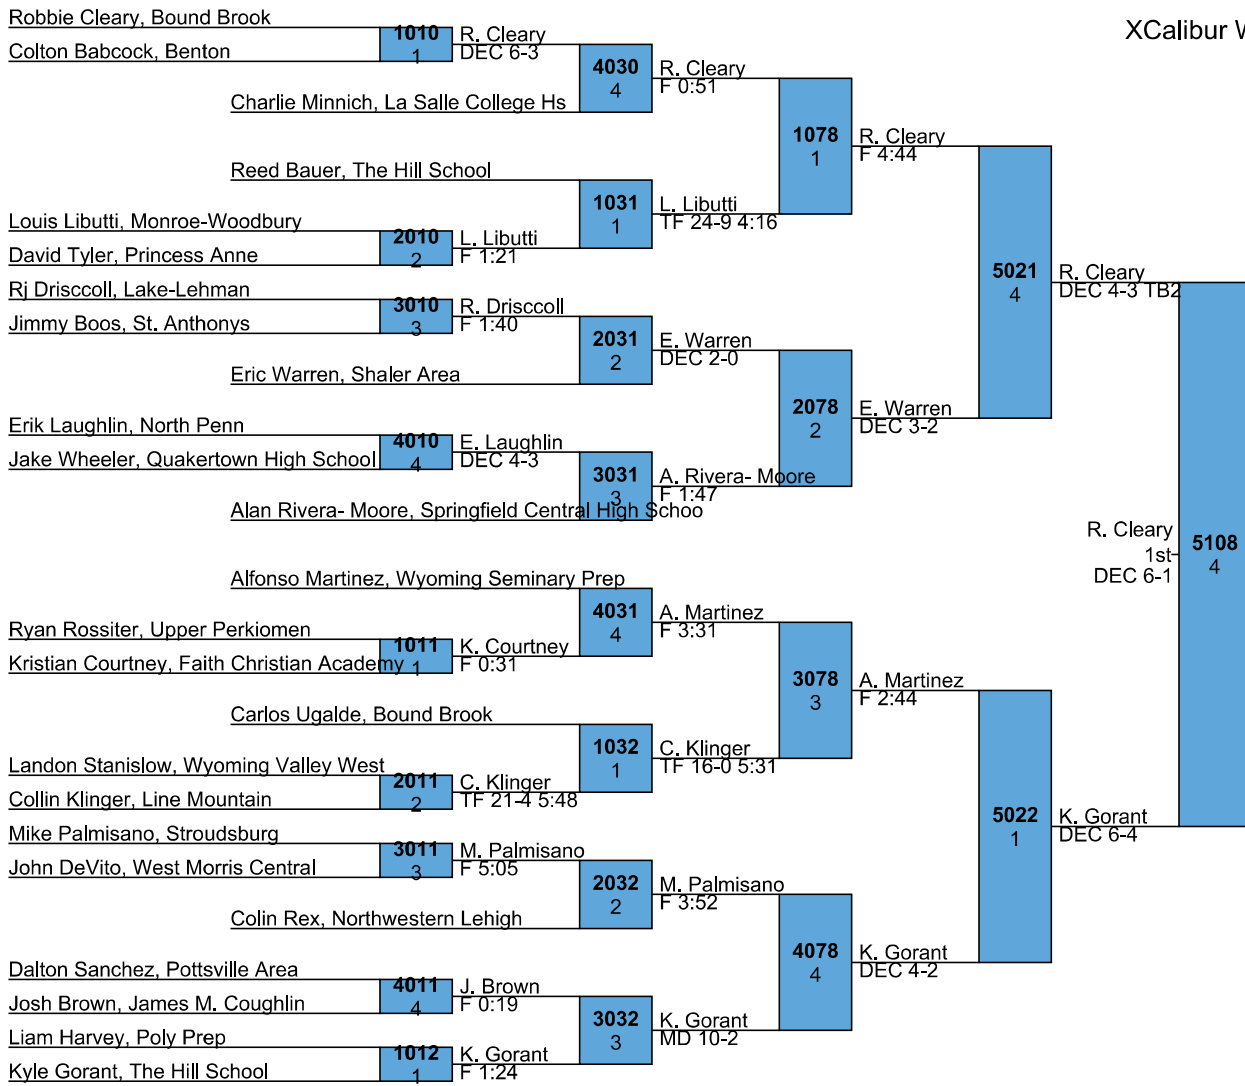 Robbie Cleary, Bound Brook
XCalibur W
1010
R. Cleary
Colton Babcock, Benton
1
DEC 6-3
4030
R. Cleary
4
F 0:51
Charlie Minnich, La Salle College Hs
1078
R. Cleary
1
F 4:44
Reed Bauer, The Hill School
1031
L. Libutti
1
TF 24-9 4:16
Louis Libutti, Monroe-Woodbury
2010
L. Libutti
David Tyler, Princess Anne
2
F 1:21
5021
R. Cleary
4
DEC 4-3 TB2
Rj Drisccoll, Lake-Lehman
3010
R. Drisccoll
Jimmy Boos, St. Anthonys
3
F 1:40
2031
E. Warren
2
DEC 2-0
Eric Warren, Shaler Area
2078
E. Warren
2
DEC 3-2
Erik Laughlin, North Penn
4010
E. Laughlin
Jake Wheeler, Quakertown High School
4
DEC 4-3
3031
A. Rivera- Moore
3
F 1:47
Alan Rivera- Moore, Springfield Central High Schoo
R. Cleary
1st
DEC 6-1
5108
4
Alfonso Martinez, Wyoming Seminary Prep
4031
A. Martinez
4
F 3:31
Ryan Rossiter, Upper Perkiomen
1011
K. Courtney
Kristian Courtney, Faith Christian Academy
1
F 0:31
3078
A. Martinez
3
F 2:44
Carlos Ugalde, Bound Brook
1032
C. Klinger
1
TF 16-0 5:31
Landon Stanislow, Wyoming Valley West
2011
C. Klinger
Collin Klinger, Line Mountain
2
TF 21-4 5:48
5022
K. Gorant
1
DEC 6-4
Mike Palmisano, Stroudsburg
3011
M. Palmisano
John DeVito, West Morris Central
3
F 5:05
2032
M. Palmisano
2
F 3:52
Colin Rex, Northwestern Lehigh
4078
K. Gorant
4
DEC 4-2
Dalton Sanchez, Pottsville Area
4011
J. Brown
Josh Brown, James M. Coughlin
4
F 0:19
3032
K. Gorant
3
MD 10-2
Liam Harvey, Poly Prep
1012
K. Gorant
Kyle Gorant, The Hill School
1
F 1:24